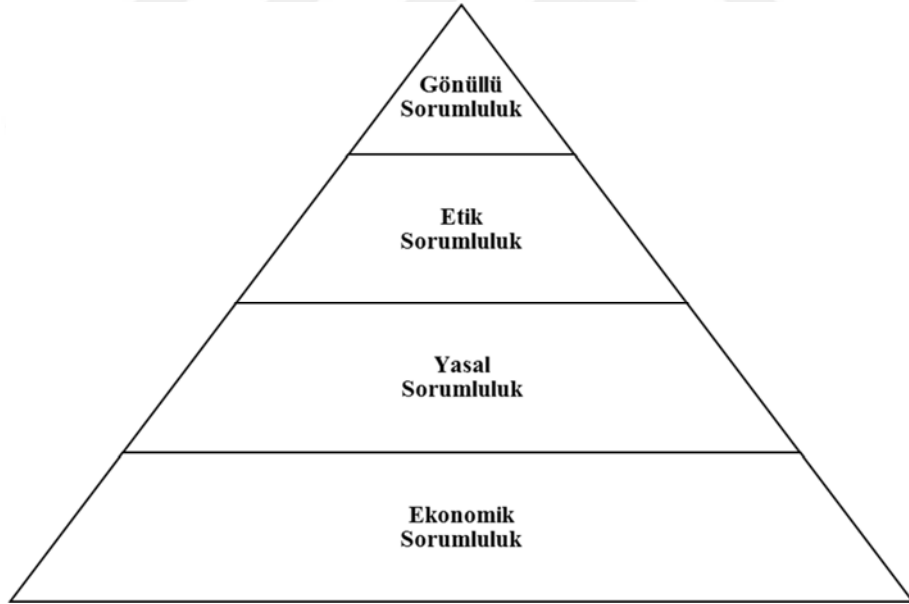 Gönüllü
Sorumluluk
Etik
Sorumluluk
Yasal
Sorumluluk
Ekonomik
Sorumluluk